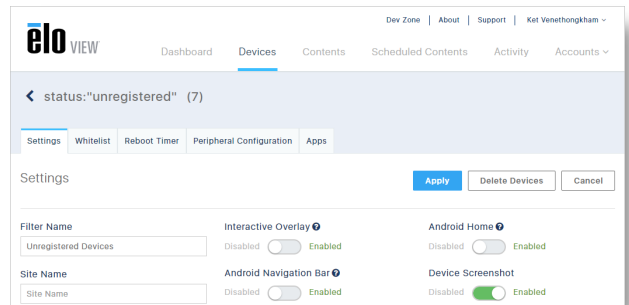 Dev Zone | About | Support | Ket Venethongkham
ēlo VIEW
Dashboard Devices Contents Scheduled Contents Activity Accounts
status:"unregistered" (7)
Settings Whitelist Reboot Timer Peripheral Configuration Apps
Settings Apply Delete Devices Cancel
Filter Name Interactive Overlay ? Android Home ?
Unregistered Devices Disabled Enabled Disabled Enabled
Site Name Android Navigation Bar ? Device Screenshot
Site Name Disabled Enabled Disabled Enabled